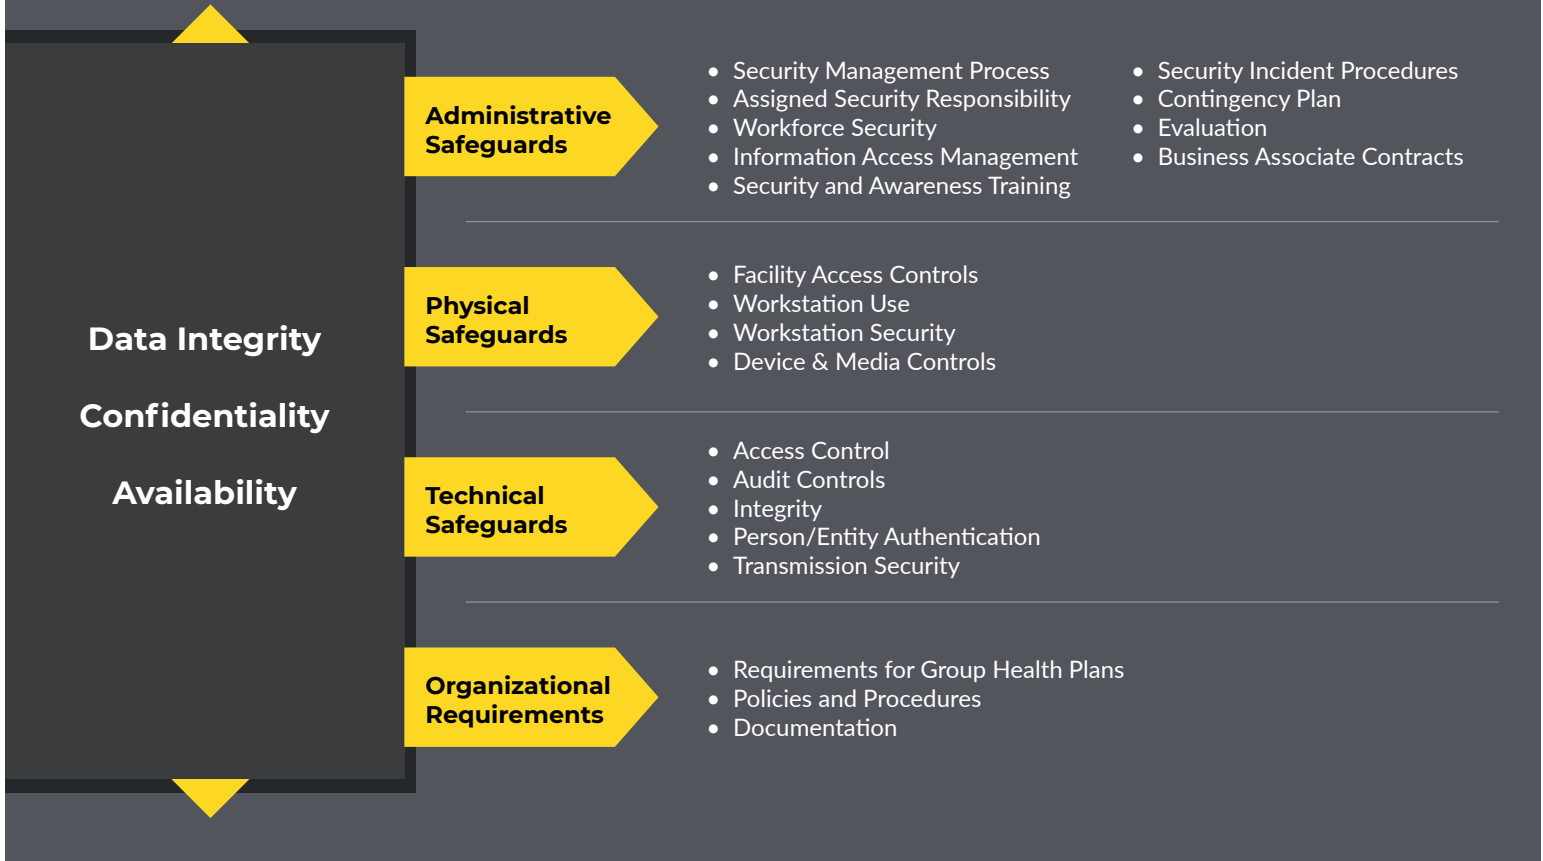 Data Integrity
Confidentiality
Availability
Administrative
Safeguards
• Security Management Process
• Assigned Security Responsibility
• Workforce Security
• Information Access Management
• Security and Awareness Training
• Security Incident Procedures
• Contingency Plan
• Evaluation
• Business Associate Contracts
Physical
Safeguards
• Facility Access Controls
• Workstation Use
• Workstation Security
• Device & Media Controls
Technical
Safeguards
• Access Control
• Audit Controls
• Integrity
• Person/Entity Authentication
• Transmission Security
Organizational
Requirements
• Requirements for Group Health Plans
• Policies and Procedures
• Documentation